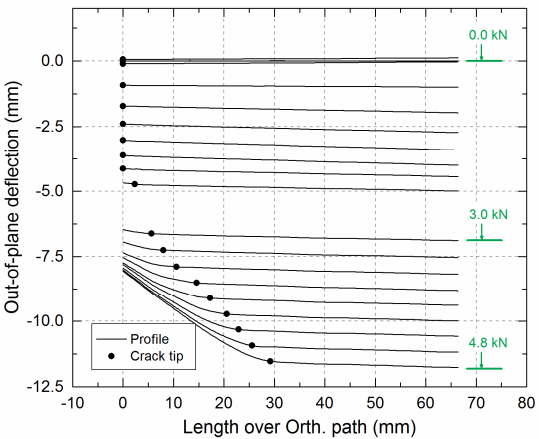 0.0 kN
0.0
-2.5
-5.0
3.0 kN
-7.5
-10.0
4.8 kN
-12.5
Profile
Crack tip
-10 0 10 20 30 40 50 60 70 80
Length over Orth. path (mm)
Out-of-plane deflection (mm)